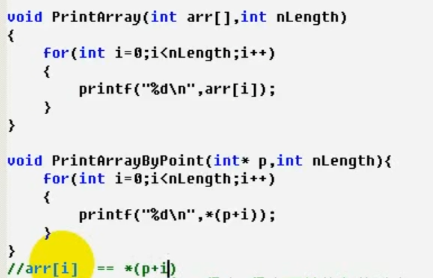 void PrintArray(int arr[],int nLength)
{
    for(int i=0;i<nLength;i++)
    {
        printf("%d\n",arr[i]);
    }
}

void PrintArrayByPoint(int* p,int nLength){
    for(int i=0;i<nLength;i++)
    {
        printf("%d\n",*(p+i));
    }
}
//arr[i]  == *(p+i)